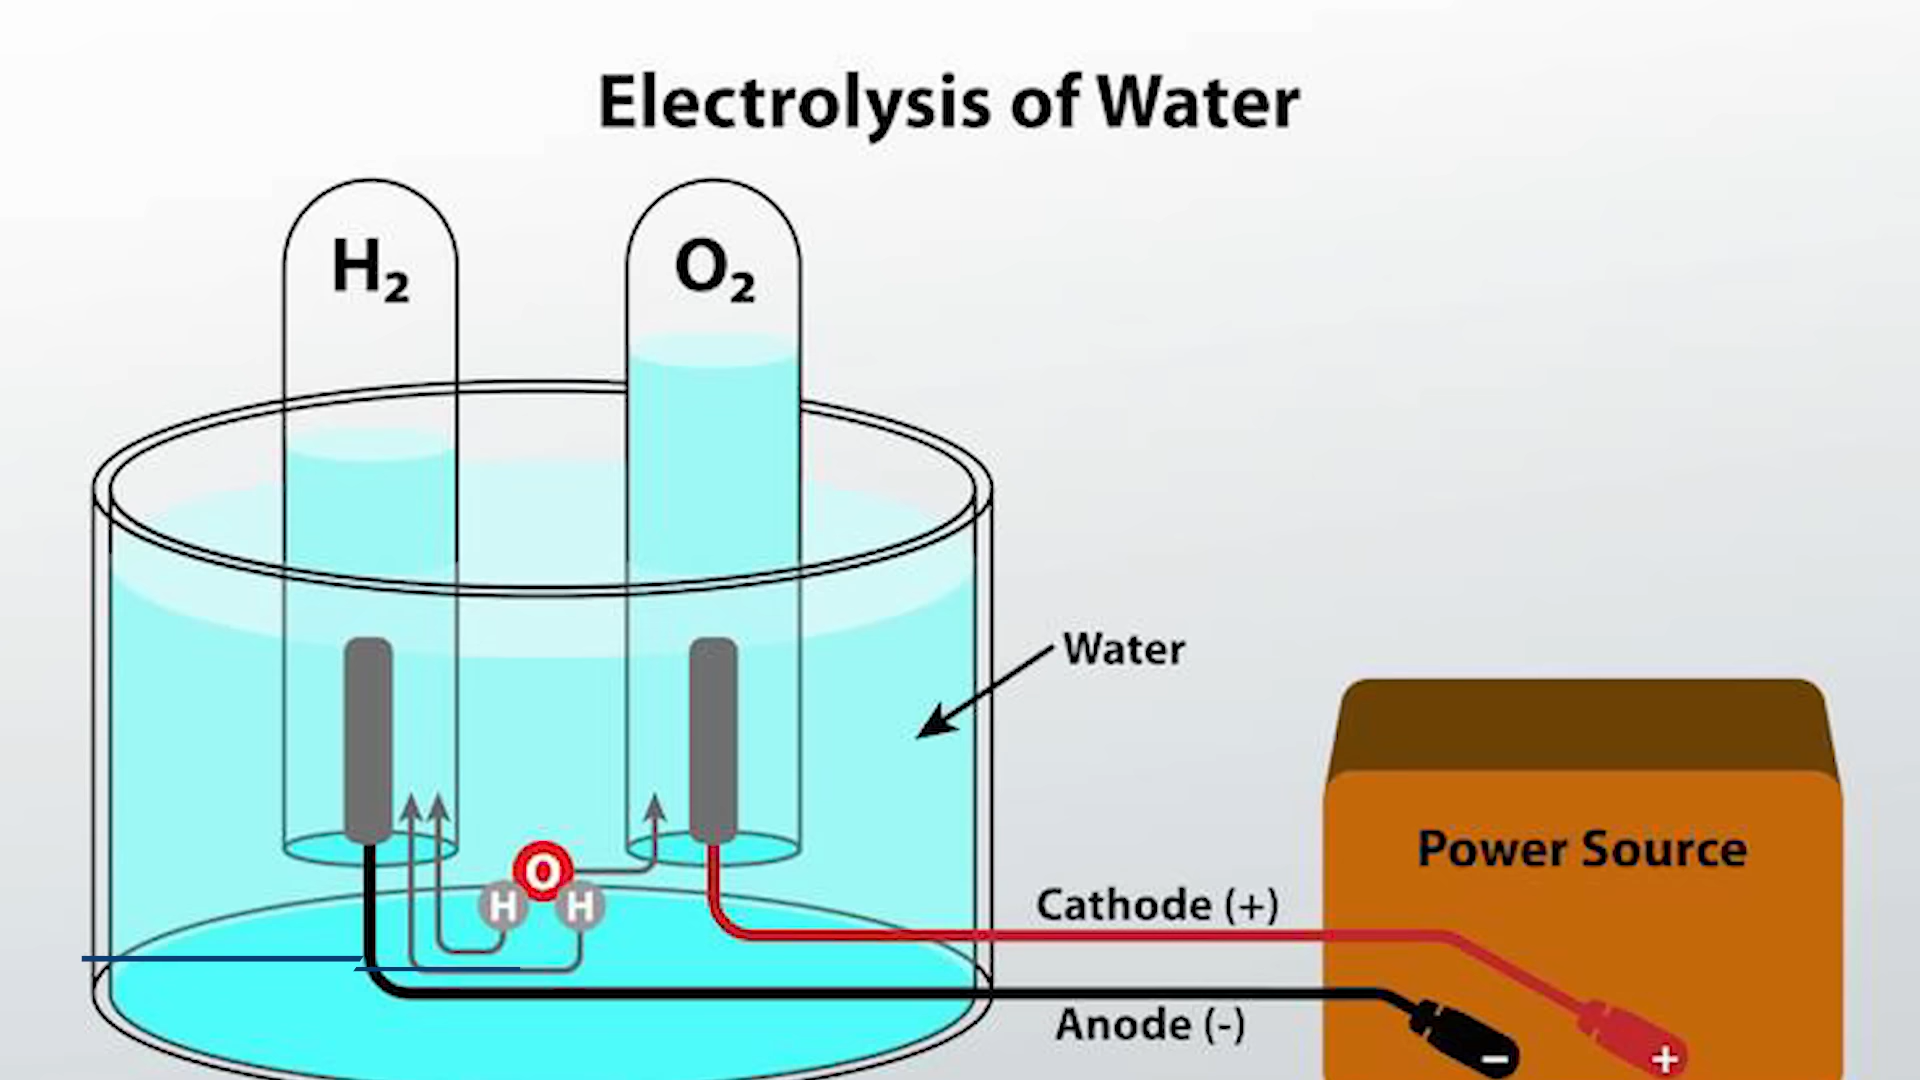 Electrolysis of Water
H₂
O₂
Water
Power Source
O
H H
Cathode (+)
Anode (-)
− +